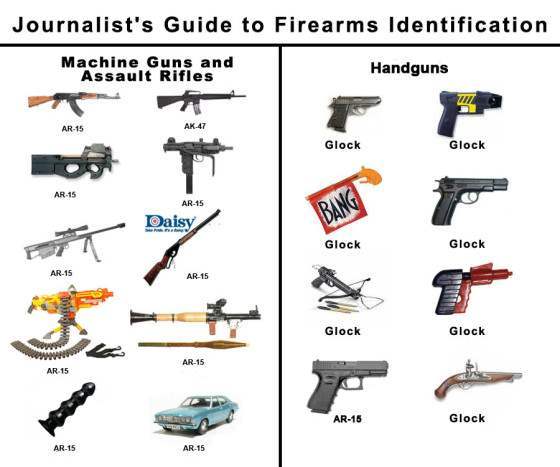 Journalist's Guide to Firearms Identification
Machine Guns and
Assault Rifles
AR-15
AK-47
AR-15
AR-15
AR-15
Daisy
AR-15
AR-15
AR-15
AR-15
AR-15
Handguns
Glock
Glock
BANG
Glock
Glock
Glock
Glock
AR-15
Glock